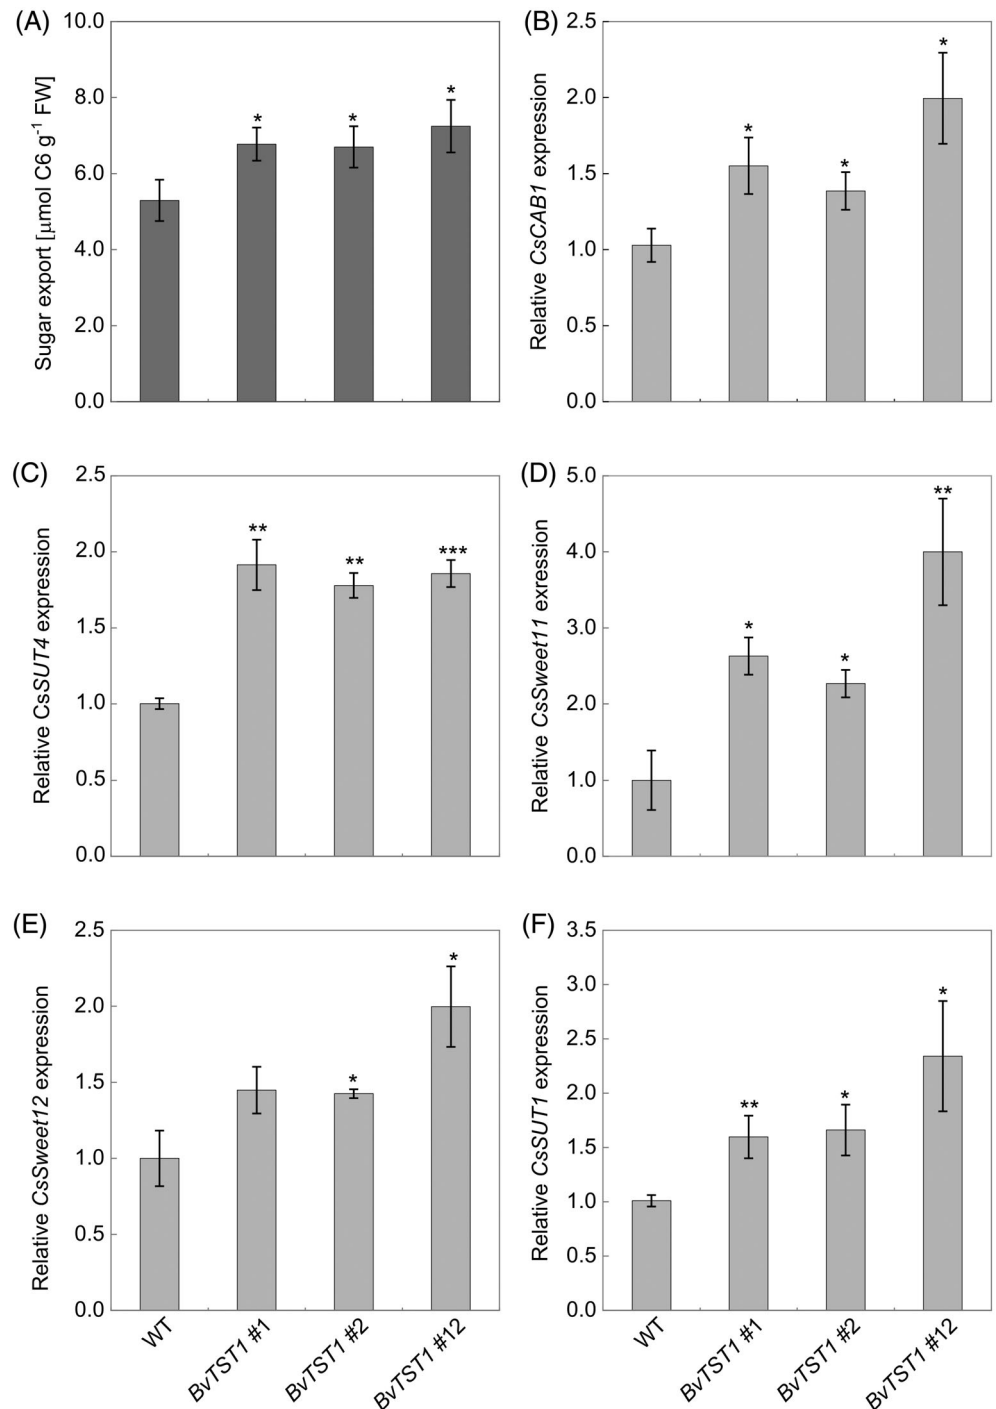 (A)
Sugar export [μmol C6 g-1 FW]
10.0
8.0
6.0
4.0
2.0
0.0
*
*
*
(B)
Relative CsCAB1 expression
2.5
2.0
1.5
1.0
0.5
0.0
*
*
*
(C)
Relative CsSUT4 expression
2.5
2.0
1.5
1.0
0.5
0.0
**
**
***
(D)
Relative CsSweet11 exression
5.0
4.0
3.0
2.0
1.0
0.0
*
*
**
(E)
Relative CsSweet12 expression
2.5
2.0
1.5
1.0
0.5
0.0
*
*
WT
BvTST1 #1
BvTST1 #2
BvTST1 #12
(F)
Relative CsSUT1 expression
3.5
3.0
2.5
2.0
1.5
1.0
0.5
0.0
**
*
*
WT
BvTST1 #1
BvTST1 #2
BvTST1 #12